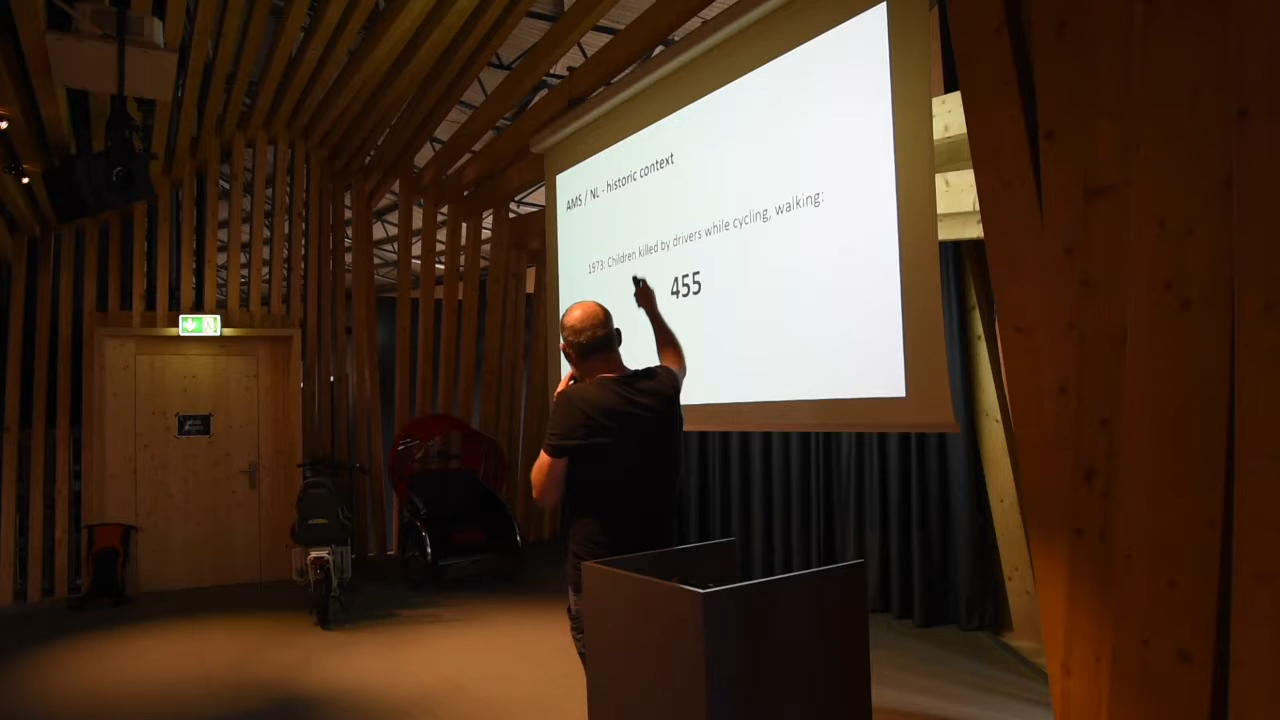 AMS / NL - historic context
1973: Children killed by drivers while cycling, walking:
455